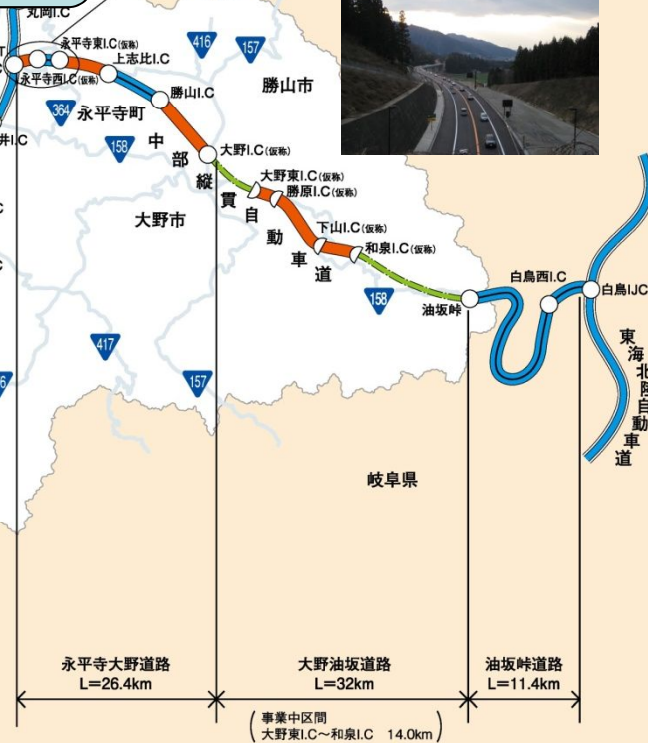 丸岡I.C
永平寺東I.C(仮称)
永平寺西I.C(仮称)
上志比I.C
416
157
勝山市
勝山I.C
364
永平寺町
158
井I.C
大野I.C(仮称)
中部縦貫自動車道
大野東I.C(仮称)
勝原I.C(仮称)
大野市
下山I.C(仮称)
和泉I.C(仮称)
158
油坂峠
白鳥西I.C
白鳥IJC
東海北陸自動車道
417
157
6
岐阜県
永平寺大野道路
L=26.4km
大野油坂道路
L=32km
油坂峠道路
L=11.4km
事業中区間
大野東I.C～和泉I.C 14.0km